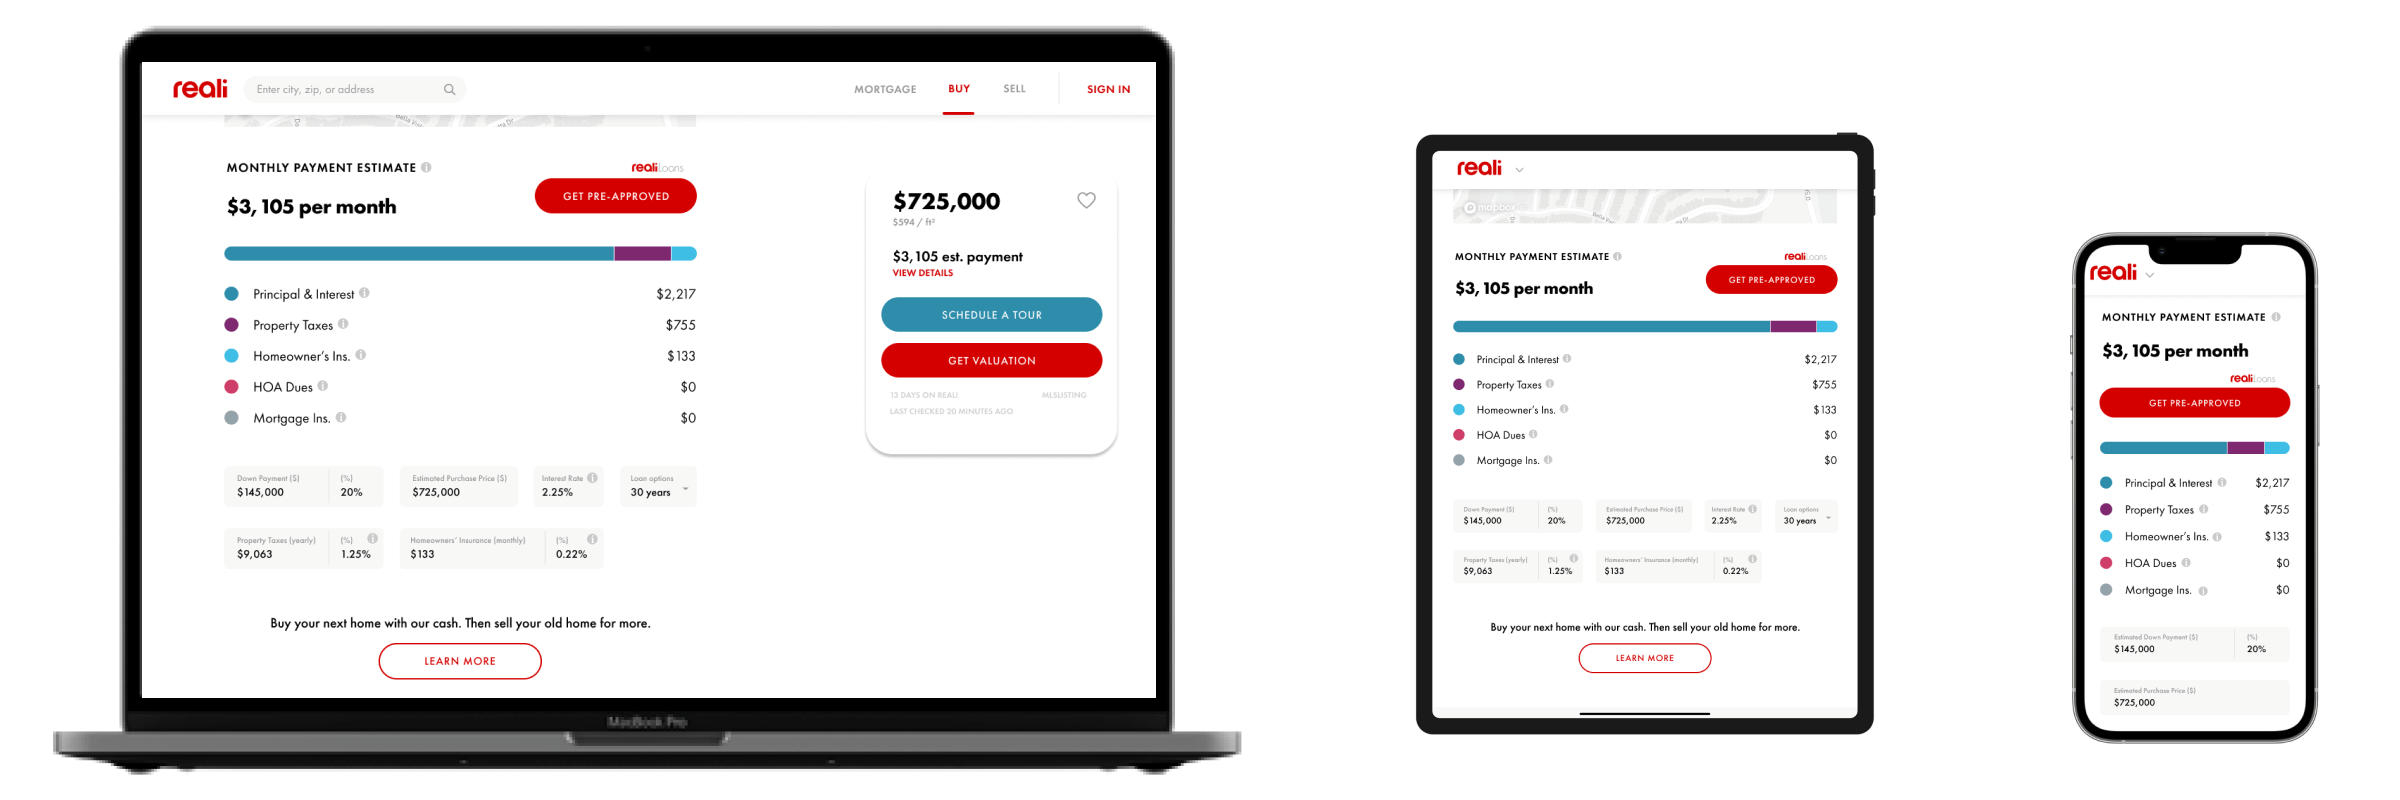 reali
Enter city, zip, or address
MORTGAGE BUY SELL SIGN IN
Bella Vista
Dr
MONTHLY PAYMENT ESTIMATE
realiLoans
$3, 105 per month
GET PRE-APPROVED
Principal & Interest $2,217
Property Taxes $755
Homeowner's Ins. $133
HOA Dues $0
Mortgage Ins. $0
Down Payment ($) (%) Estimated Purchase Price ($) Interest Rate Loan options
$145,000 20% $725,000 2.25% 30 years
Property Taxes (yearly) (%) Homeowners' Insurance (monthly) (%)
$9,063 1.25% $133 0.22%
Buy your next home with our cash. Then sell your old home for more.
LEARN MORE
$725,000
$594 / ft²
$3,105 est. payment
VIEW DETAILS
SCHEDULE A TOUR
GET VALUATION
13 DAYS ON REALI MLSLISTING
LAST CHECKED 20 MINUTES AGO
MacBook Pro
reali
mapbox
MONTHLY PAYMENT ESTIMATE
realiLoans
$3, 105 per month
GET PRE-APPROVED
Principal & Interest $2,217
Property Taxes $755
Homeowner's Ins. $133
HOA Dues $0
Mortgage Ins. $0
Down Payment ($) (%) Estimated Purchase Price ($) Interest Rate Loan options
$145,000 20% $725,000 2.25% 30 years
Property Taxes (yearly) (%) Homeowners' Insurance (monthly) (%)
$9,063 1.25% $133 0.22%
Buy your next home with our cash. Then sell your old home for more.
LEARN MORE
reali
MONTHLY PAYMENT ESTIMATE
$3, 105 per month
realiLoans
GET PRE-APPROVED
Principal & Interest $2,217
Property Taxes $755
Homeowner's Ins. $133
HOA Dues $0
Mortgage Ins. $0
Estimated Down Payment ($) (%)
$145,000 20%
Estimated Purchase Price ($)
$725,000